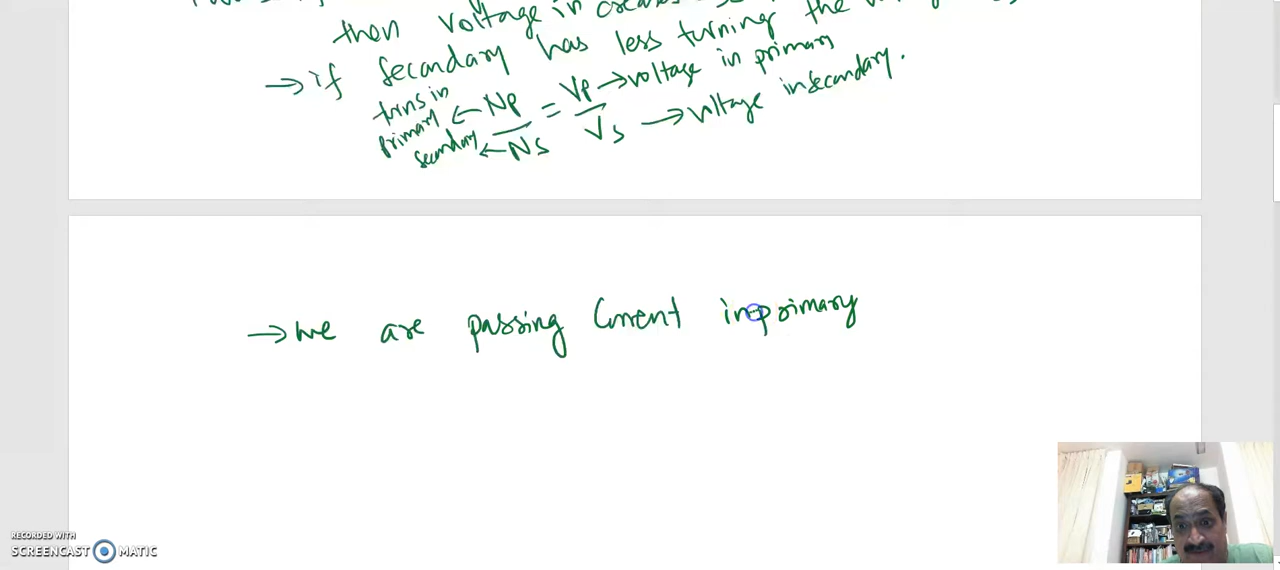 then voltage in
→ if secondary has less turning the
turns in primary ← Np = Vp → voltage in primary
secondary ← Ns Vs → voltage in secondary.
→ we are passing Current in primary
RECORDED WITH
SCREENCAST MATIC